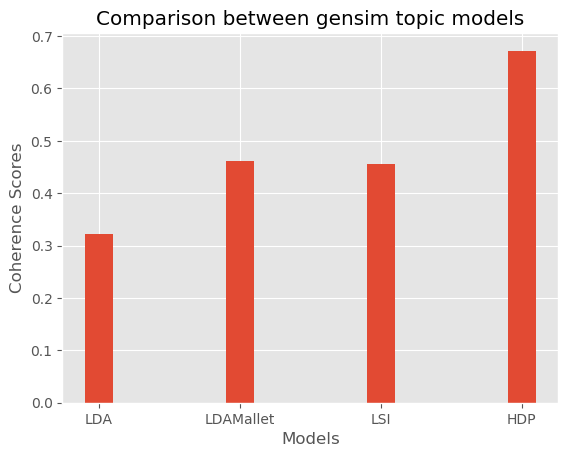 Comparison between gensim topic models
0.7
0.6
0.5
0.4
0.3
0.2
0.1
0.0
Coherence Scores
LDA LDAMallet LSI HDP
Models